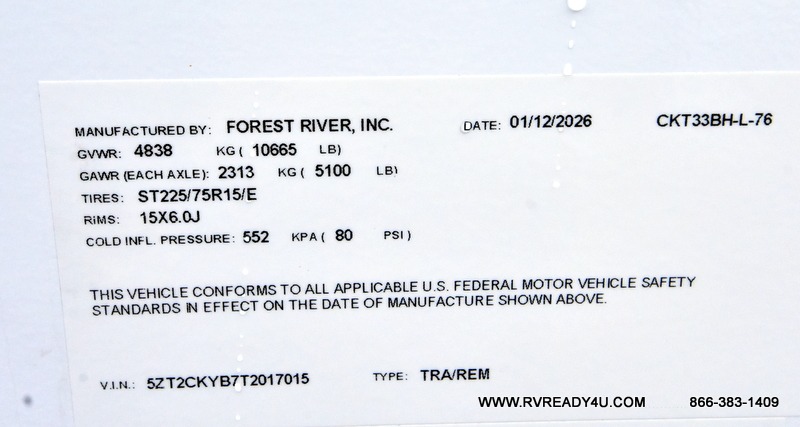 MANUFACTURED BY: FOREST RIVER, INC. DATE: 01/12/2026 CKT33BH-L-76
GVWR: 4838 KG ( 10665 LB)
GAWR (EACH AXLE): 2313 KG ( 5100 LB)
TIRES: ST225/75R15/E
RIMS: 15X6.0J
COLD INFL. PRESSURE: 552 KPA ( 80 PSI )
THIS VEHICLE CONFORMS TO ALL APPLICABLE U.S. FEDERAL MOTOR VEHICLE SAFETY
STANDARDS IN EFFECT ON THE DATE OF MANUFACTURE SHOWN ABOVE.
V.I.N.: 5ZT2CKYB7T2017015 TYPE: TRA/REM
WWW.RVREADY4U.COM 866-383-1409